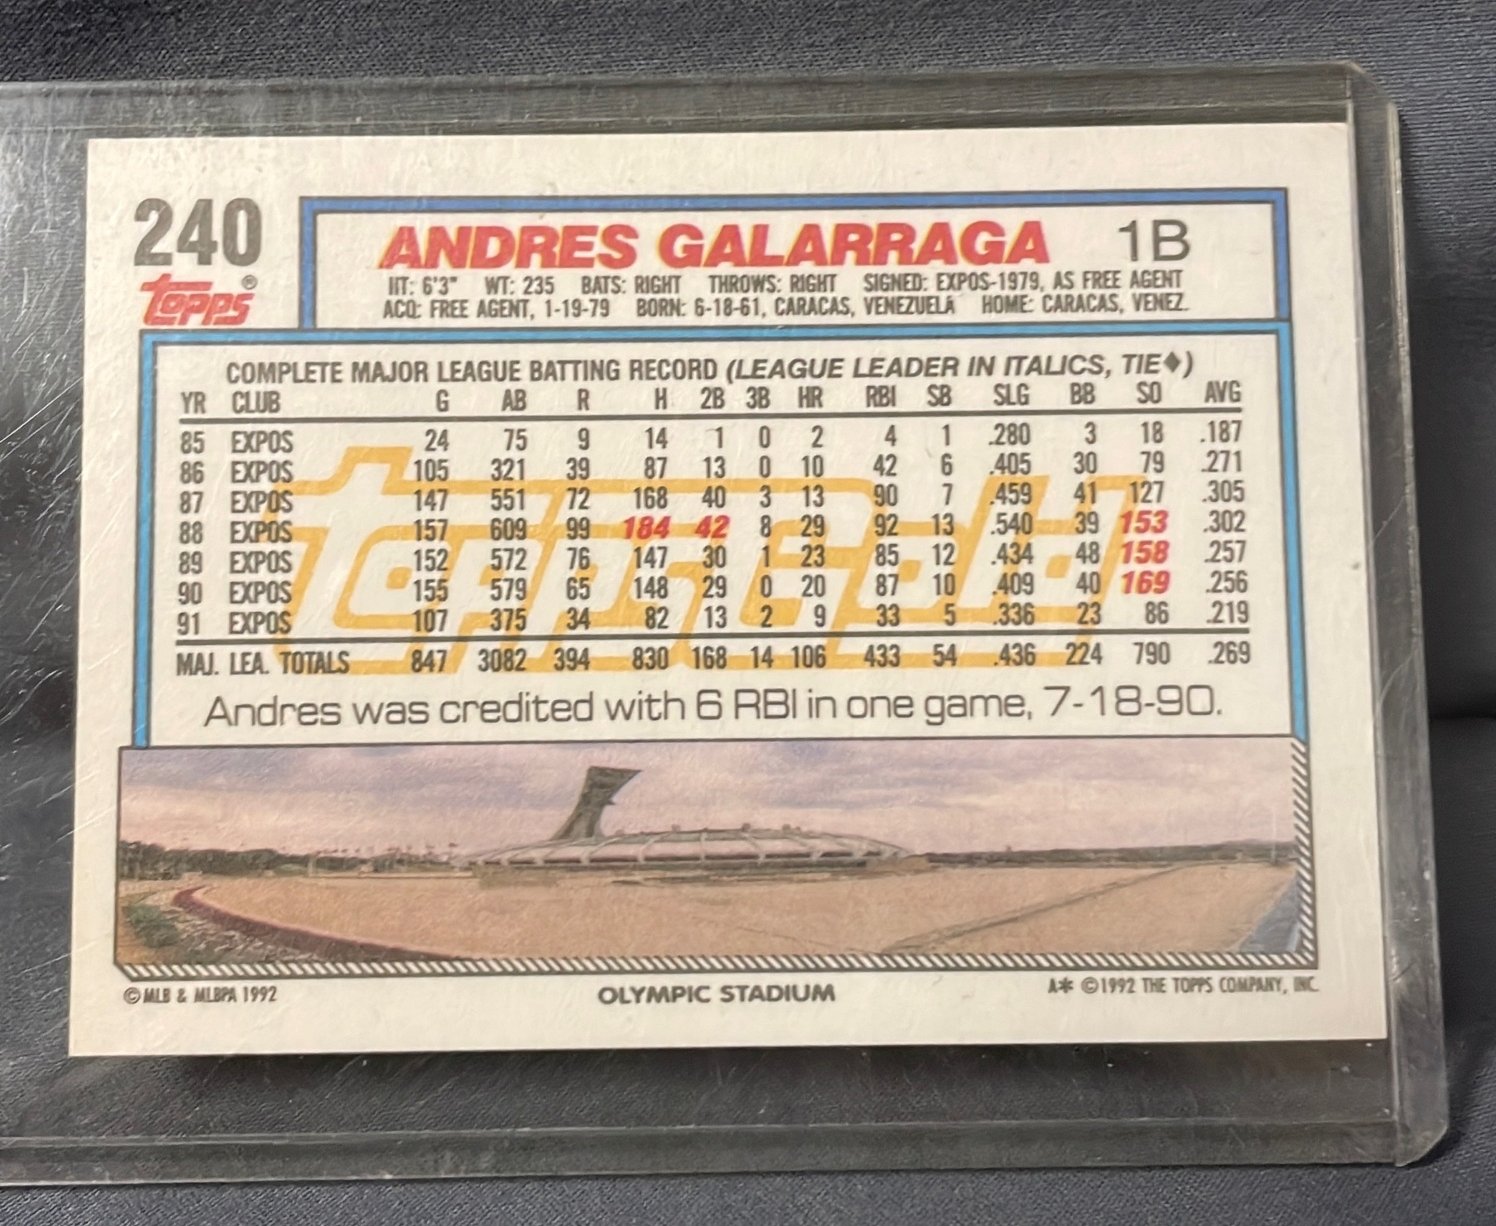 240
topps®
ANDRES GALARRAGA 1B
HT: 6'3" WT: 235 BATS: RIGHT THROWS: RIGHT SIGNED: EXPOS-1979, AS FREE AGENT
ACQ: FREE AGENT, 1-19-79 BORN: 6-18-61, CARACAS, VENEZUELA HOME: CARACAS, VENEZ.
COMPLETE MAJOR LEAGUE BATTING RECORD (LEAGUE LEADER IN ITALICS, TIE♦)
YR CLUB G AB R H 2B 3B HR RBI SB SLG BB SO AVG
85 EXPOS 24 75 9 14 1 0 2 4 1 .280 3 18 .187
86 EXPOS 105 321 39 87 13 0 10 42 6 .405 30 79 .271
87 EXPOS 147 551 72 168 40 3 13 90 7 .459 41 127 .305
88 EXPOS 157 609 99 184 42 8 29 92 13 .540 39 153 .302
89 EXPOS 152 572 76 147 30 1 23 85 12 .434 48 158 .257
90 EXPOS 155 579 65 148 29 0 20 87 10 .409 40 169 .256
91 EXPOS 107 375 34 82 13 2 9 33 5 .336 23 86 .219
MAJ. LEA. TOTALS 847 3082 394 830 168 14 106 433 54 .436 224 790 .269
toppsGold
Andres was credited with 6 RBI in one game, 7-18-90.
©MLB & MLBPA 1992 OLYMPIC STADIUM A* ©1992 THE TOPPS COMPANY, INC.